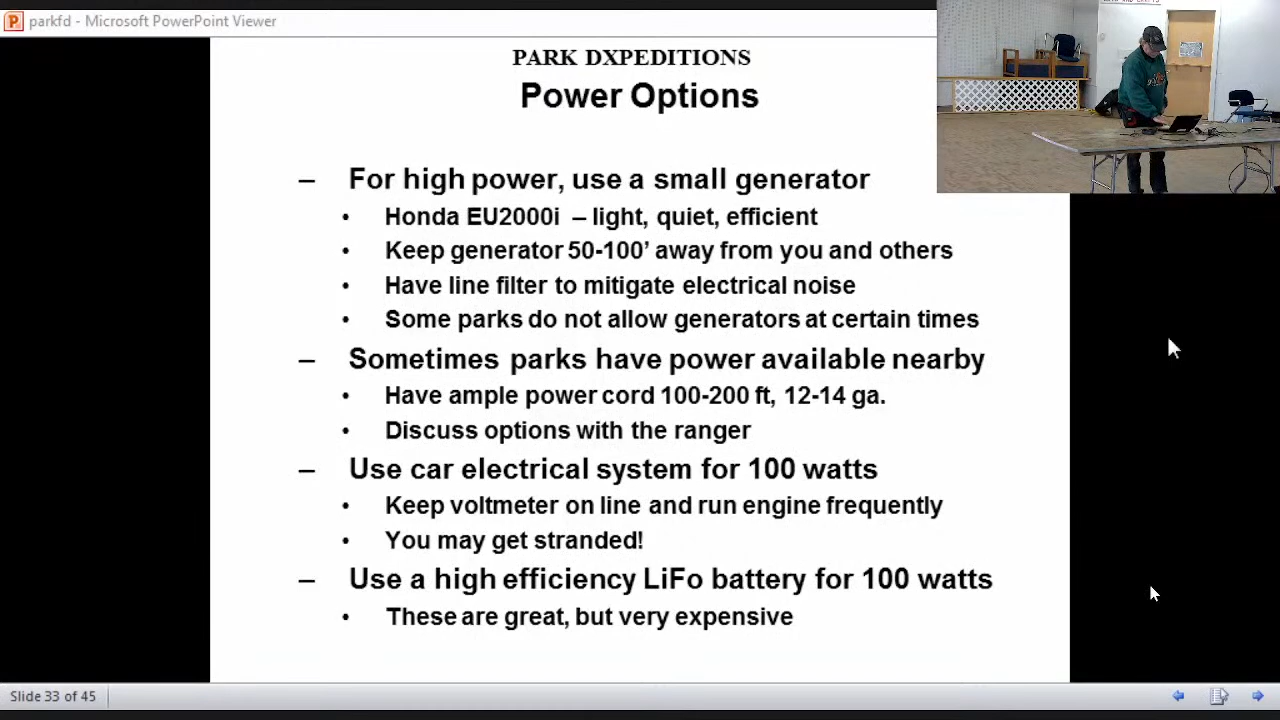 parkfd - Microsoft PowerPoint Viewer
PARK DXPEDITIONS
Power Options
– For high power, use a small generator
• Honda EU2000i – light, quiet, efficient
• Keep generator 50-100’ away from you and others
• Have line filter to mitigate electrical noise
• Some parks do not allow generators at certain times
– Sometimes parks have power available nearby
• Have ample power cord 100-200 ft, 12-14 ga.
• Discuss options with the ranger
– Use car electrical system for 100 watts
• Keep voltmeter on line and run engine frequently
• You may get stranded!
– Use a high efficiency LiFo battery for 100 watts
• These are great, but very expensive
Slide 33 of 45